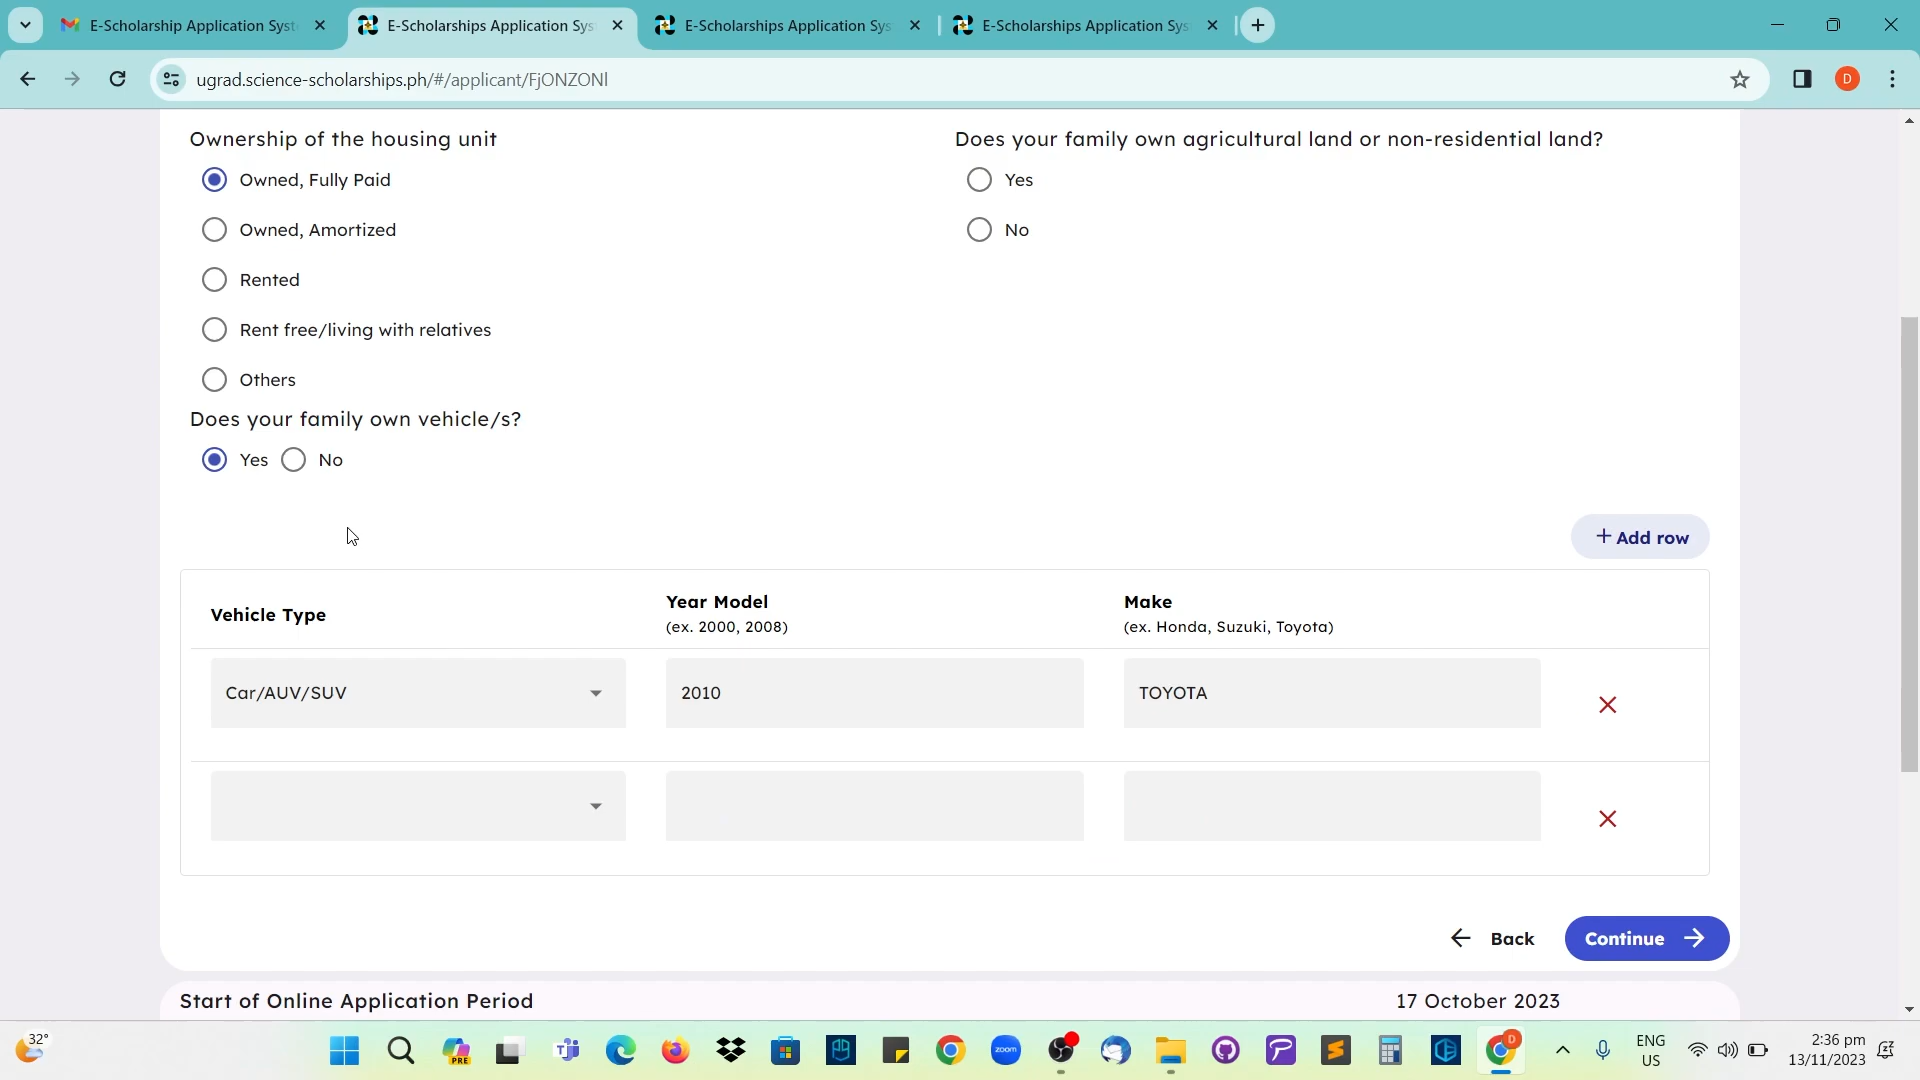 E-Scholarship Application Syst
E-Scholarships Application Sys
E-Scholarships Application Sys
E-Scholarships Application Sys
ugrad.science-scholarships.ph/#/applicant/FjONZONl
D
Ownership of the housing unit
Owned, Fully Paid
Owned, Amortized
Rented
Rent free/living with relatives
Others
Does your family own agricultural land or non-residential land?
Yes
No
Does your family own vehicle/s?
Yes
No
+ Add row
Vehicle Type
Year Model
(ex. 2000, 2008)
Make
(ex. Honda, Suzuki, Toyota)
Car/AUV/SUV
2010
TOYOTA
Back
Continue
Start of Online Application Period
17 October 2023
32°
PRE
zoom
D
ENG
US
2:36 pm
13/11/2023